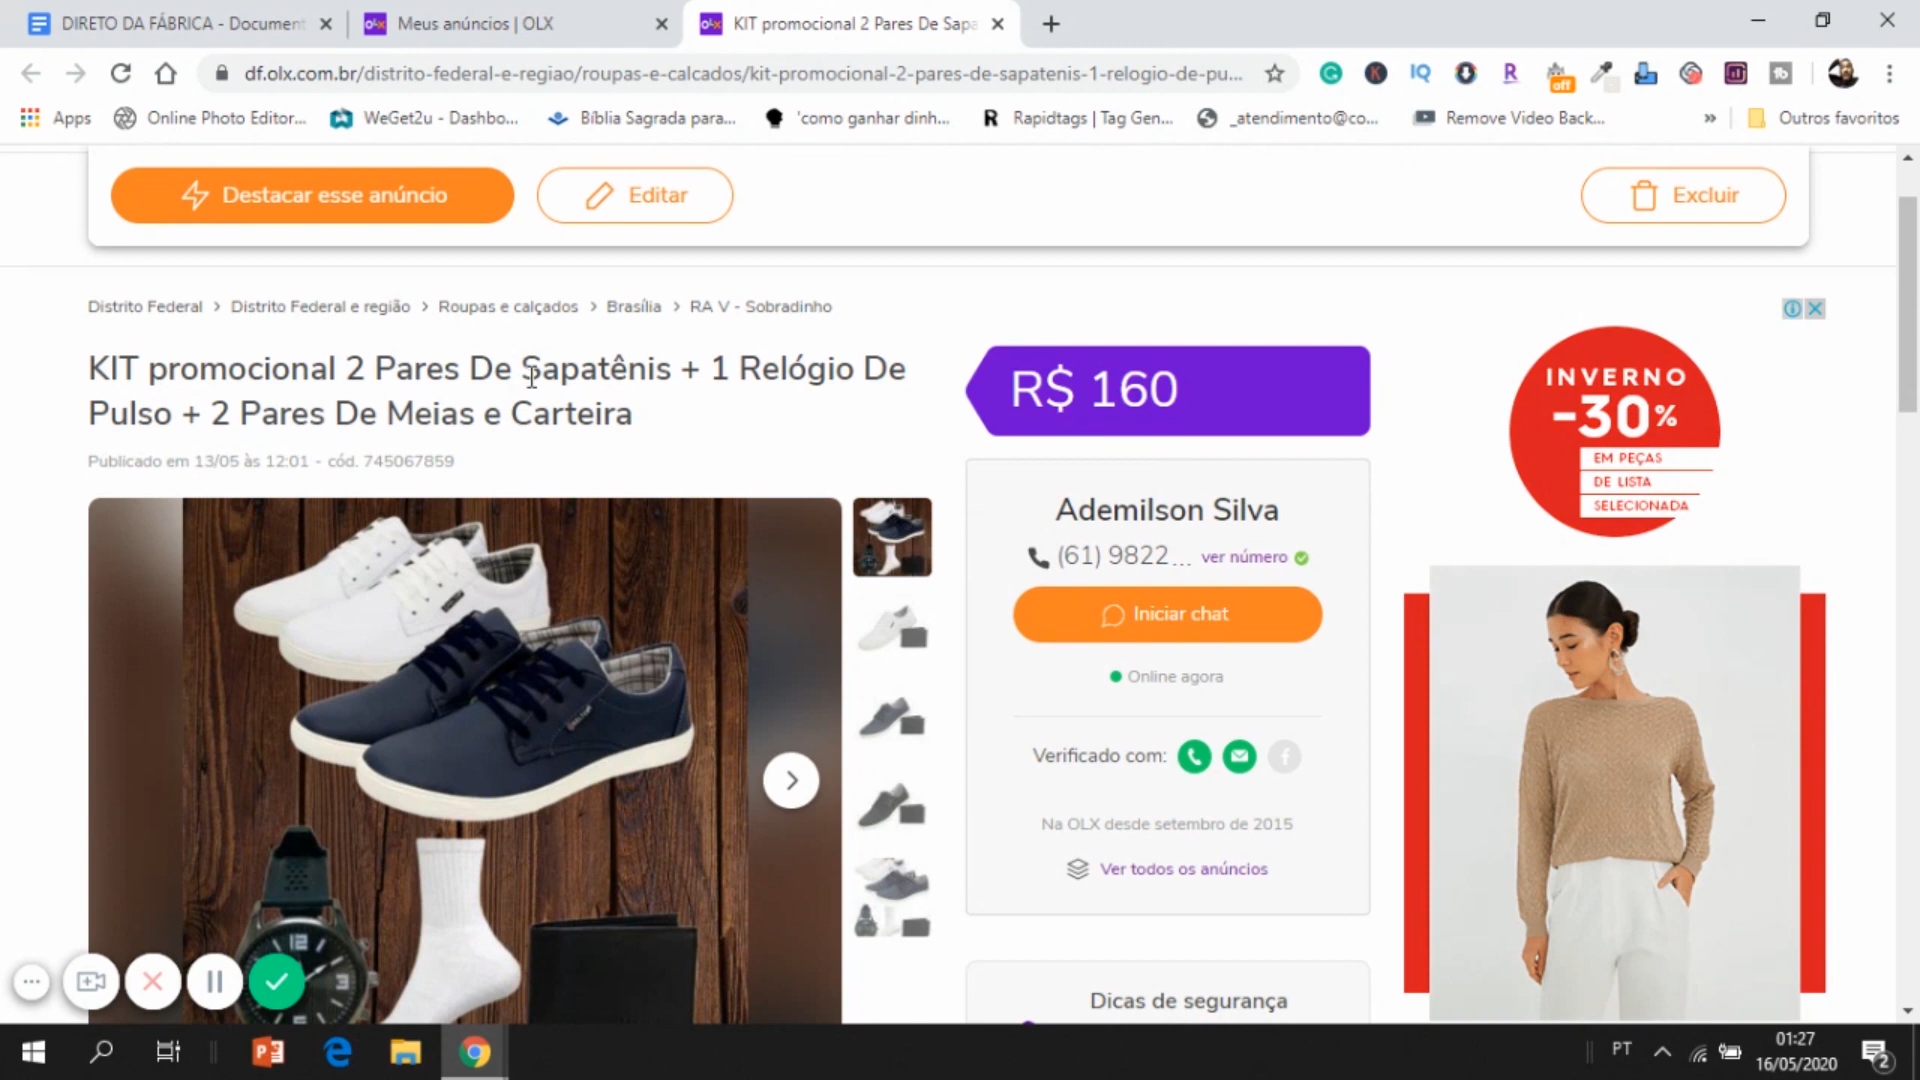 DIRETO DA FÁBRICA - Document
Meus anúncios | OLX
KIT promocional 2 Pares De Sapa
df.olx.com.br/distrito-federal-e-regiao/roupas-e-calcados/kit-promocional-2-pares-de-sapatenis-1-relogio-de-pu...
off
Apps
Online Photo Editor...
WeGet2u - Dashbo...
Bíblia Sagrada para...
'como ganhar dinh...
Rapidtags | Tag Gen...
_atendimento@co...
Remove Video Back...
Outros favoritos
Destacar esse anúncio
Editar
Excluir
Distrito Federal > Distrito Federal e região > Roupas e calçados > Brasília > RA V - Sobradinho
KIT promocional 2 Pares De Sapatênis + 1 Relógio De
Pulso + 2 Pares De Meias e Carteira
Publicado em 13/05 às 12:01 - cód. 745067859
R$ 160
Ademilson Silva
(61) 9822... ver número
Iniciar chat
Online agora
Verificado com:
Na OLX desde setembro de 2015
Ver todos os anúncios
Dicas de segurança
INVERNO
-30%
EM PEÇAS
DE LISTA
SELECIONADA
12
3
PT
01:27
16/05/2020
2